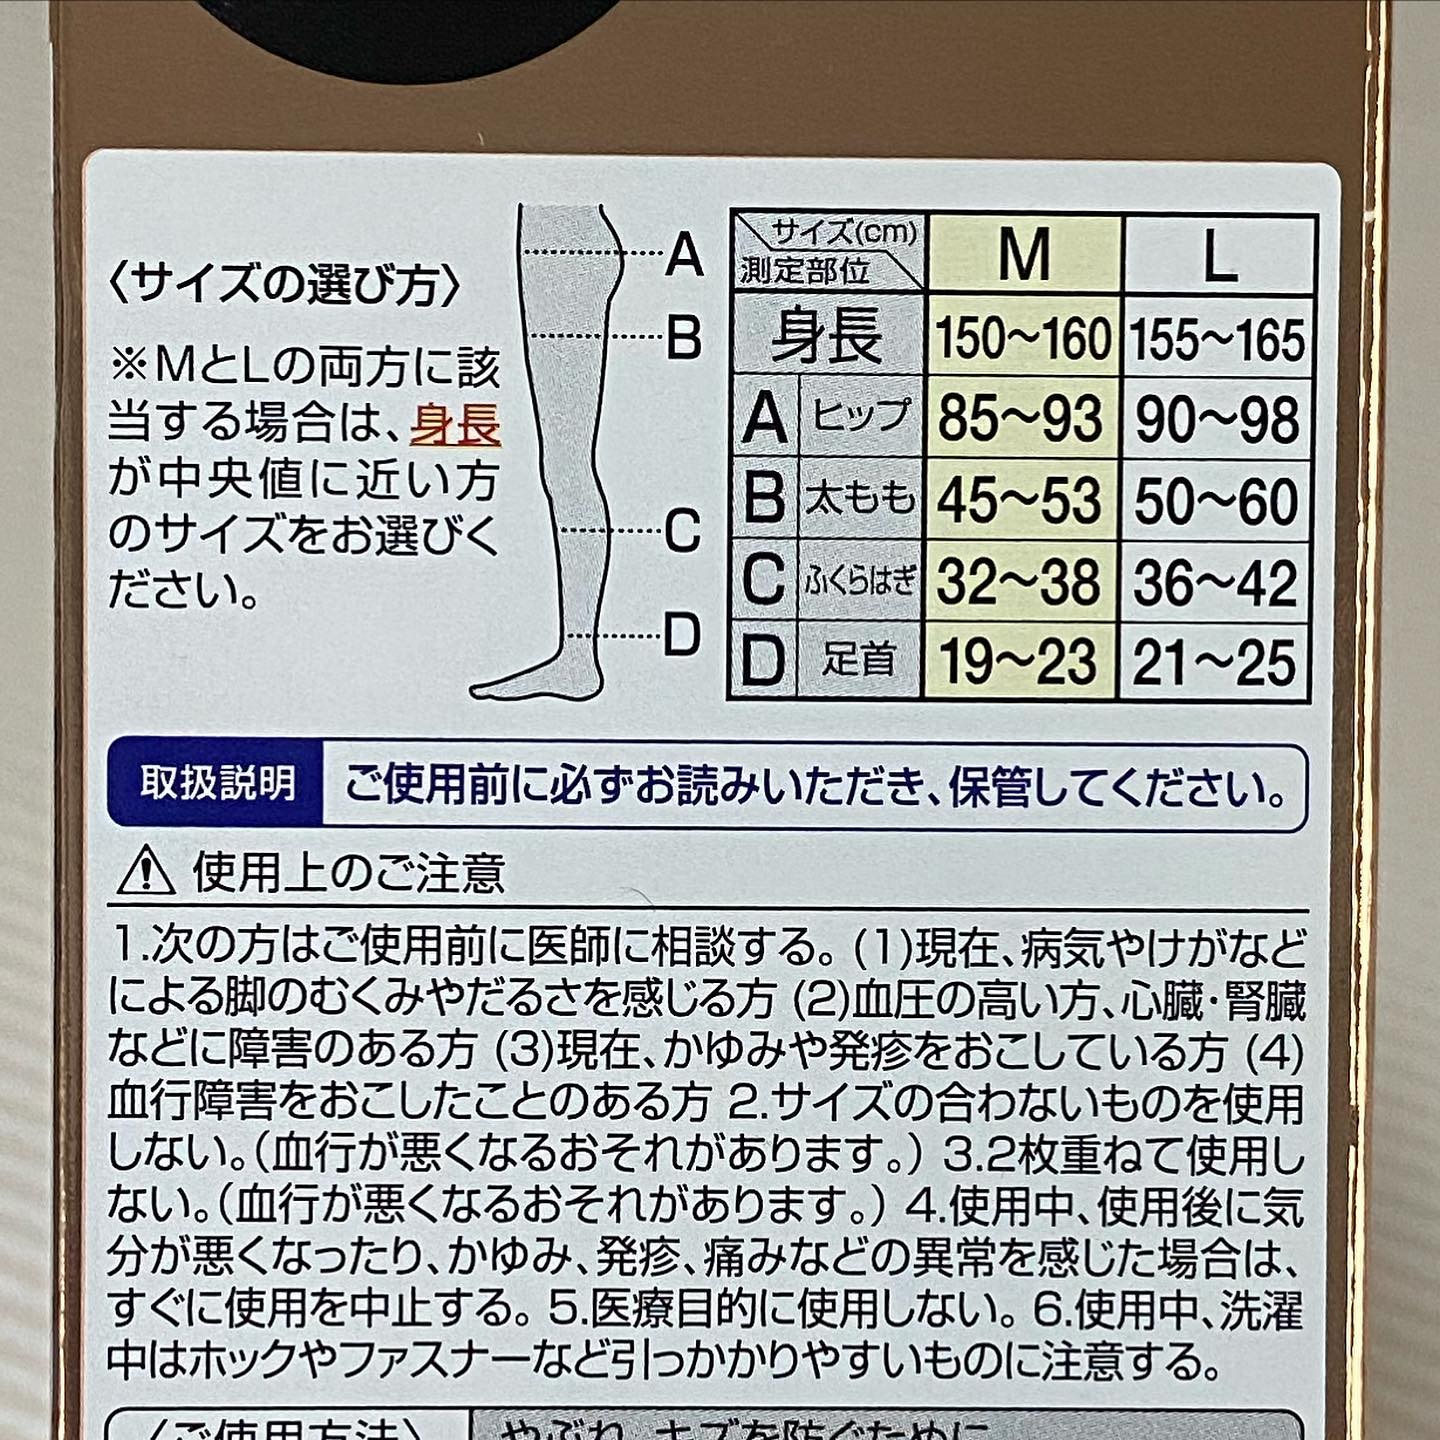 〈サイズの選び方〉
※MとLの両方に該
当する場合は、身長
が中央値に近い方
のサイズをお選びく
ださい。
A
B
C
D
サイズ(cm) M L
測定部位
身長 150〜160 155〜165
A ヒップ 85〜93 90〜98
B 太もも 45〜53 50〜60
C ふくらはぎ 32〜38 36〜42
D 足首 19〜23 21〜25
取扱説明 ご使用前に必ずお読みいただき、保管してください。
⚠ 使用上のご注意
1.次の方はご使用前に医師に相談する。(1)現在、病気やけがなど
による脚のむくみやだるさを感じる方 (2)血圧の高い方、心臓・腎臓
などに障害のある方 (3)現在、かゆみや発疹をおこしている方 (4)
血行障害をおこしたことのある方 2.サイズの合わないものを使用
しない。(血行が悪くなるおそれがあります。) 3.2枚重ねて使用し
ない。(血行が悪くなるおそれがあります。) 4.使用中、使用後に気
分が悪くなったり、かゆみ、発疹、痛みなどの異常を感じた場合は、
すぐに使用を中止する。 5.医療目的に使用しない。 6.使用中、洗濯
中はホックやファスナーなど引っかかりやすいものに注意する。
〈ご使用方法〉 やぶれ、キズを防ぐために